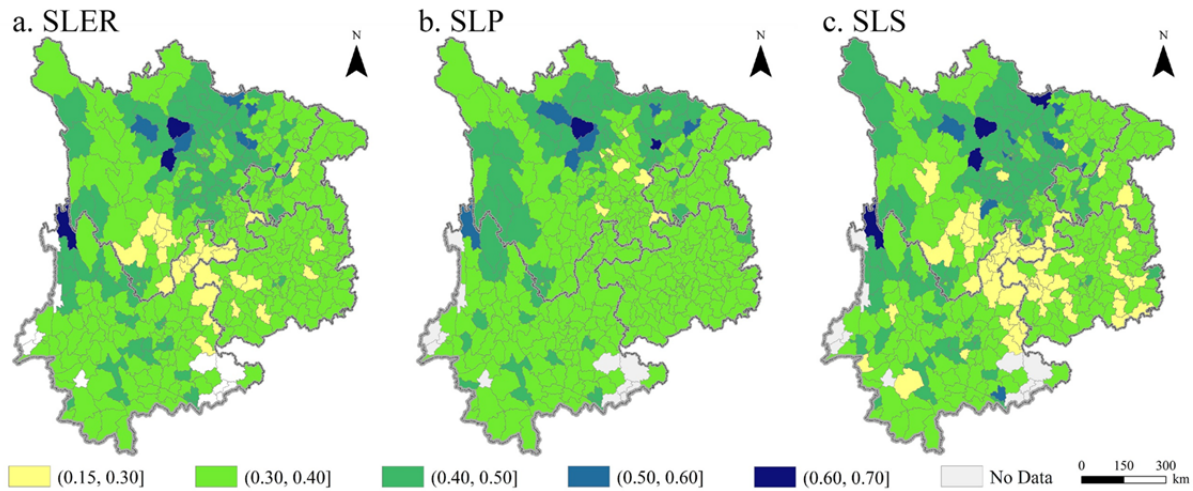 a. SLER
b. SLP
c. SLS
N
N
N
(0.15, 0.30]
(0.30, 0.40]
(0.40, 0.50]
(0.50, 0.60]
(0.60, 0.70]
No Data
0 150 300
km